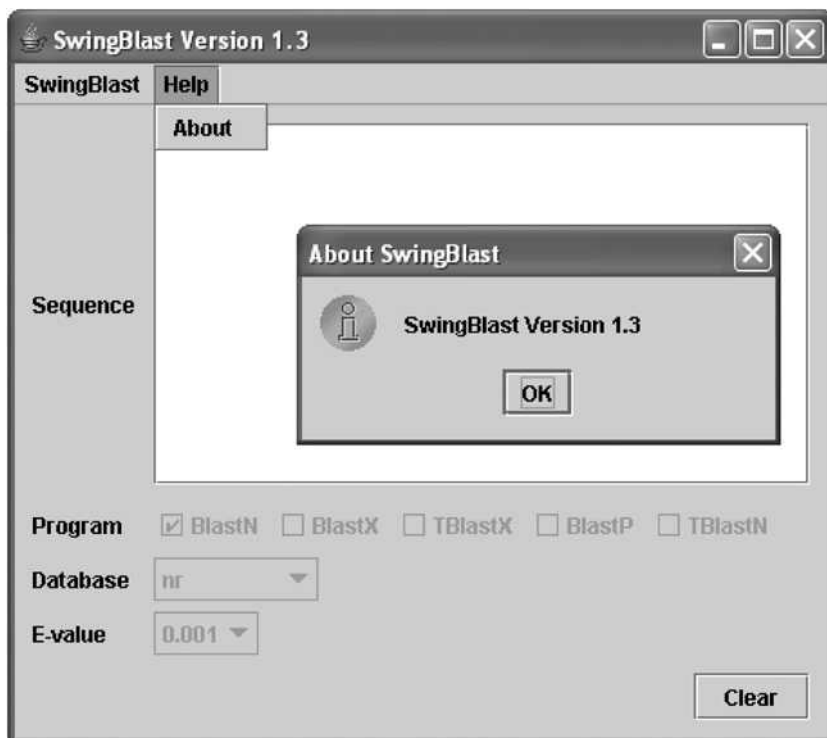 SwingBlast Version 1.3
SwingBlast Help
About
About SwingBlast
Sequence
SwingBlast Version 1.3
OK
Program BlastN BlastX TBlastX BlastP TBlastN
Database nr
E-value 0.001
Clear